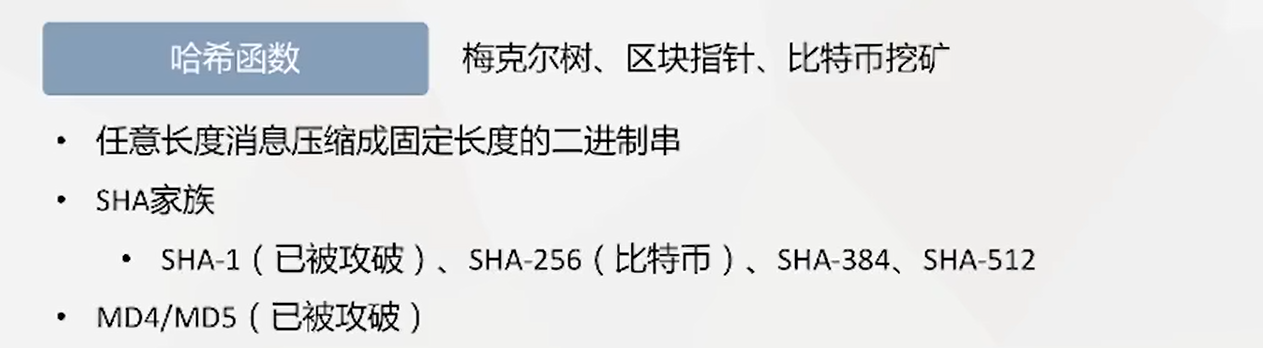 哈希函数 梅克尔树、区块指针、比特币挖矿
• 任意长度消息压缩成固定长度的二进制串
• SHA家族
• SHA-1（已被攻破）、SHA-256（比特币）、SHA-384、SHA-512
• MD4/MD5（已被攻破）